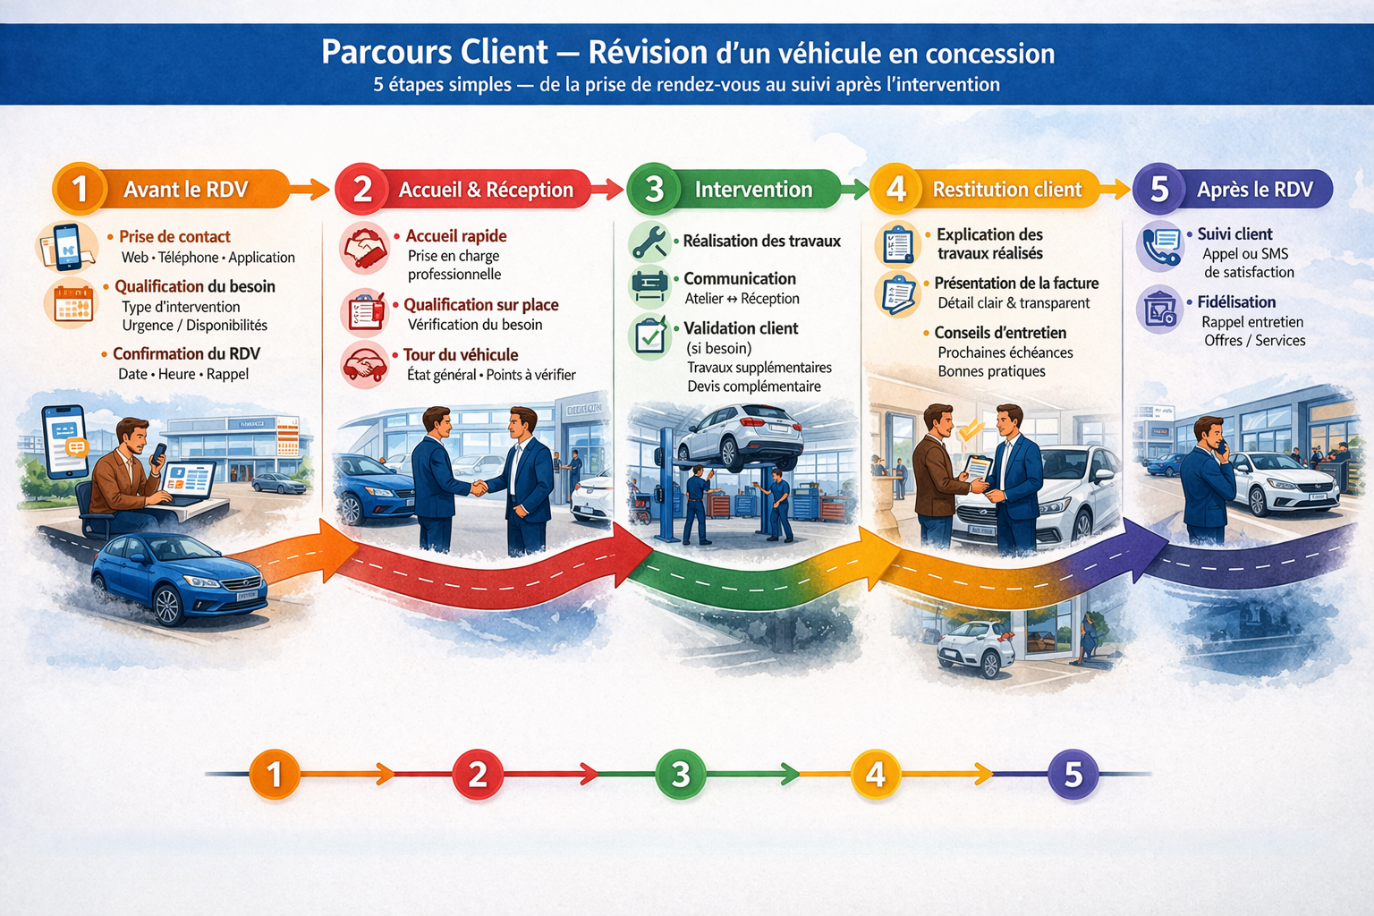 Parcours Client — Révision d'un véhicule en concession
5 étapes simples — de la prise de rendez-vous au suivi après l'intervention
1 Avant le RDV
• Prise de contact
Web • Téléphone • Application
• Qualification du besoin
Type d'intervention
Urgence / Disponibilités
• Confirmation du RDV
Date • Heure • Rappel
2 Accueil & Réception
• Accueil rapide
Prise en charge
professionnelle
• Qualification sur place
Vérification du besoin
• Tour du véhicule
État général • Points à vérifier
3 Intervention
• Réalisation des travaux
• Communication
Atelier ↔ Réception
• Validation client
(si besoin)
Travaux supplémentaires
Devis complémentaire
4 Restitution client
• Explication des
travaux réalisés
• Présentation de la facture
Détail clair & transparent
• Conseils d'entretien
Prochaines échéances
Bonnes pratiques
5 Après le RDV
• Suivi client
Appel ou SMS
de satisfaction
• Fidélisation
Rappel entretien
Offres / Services
1
2
3
4
5